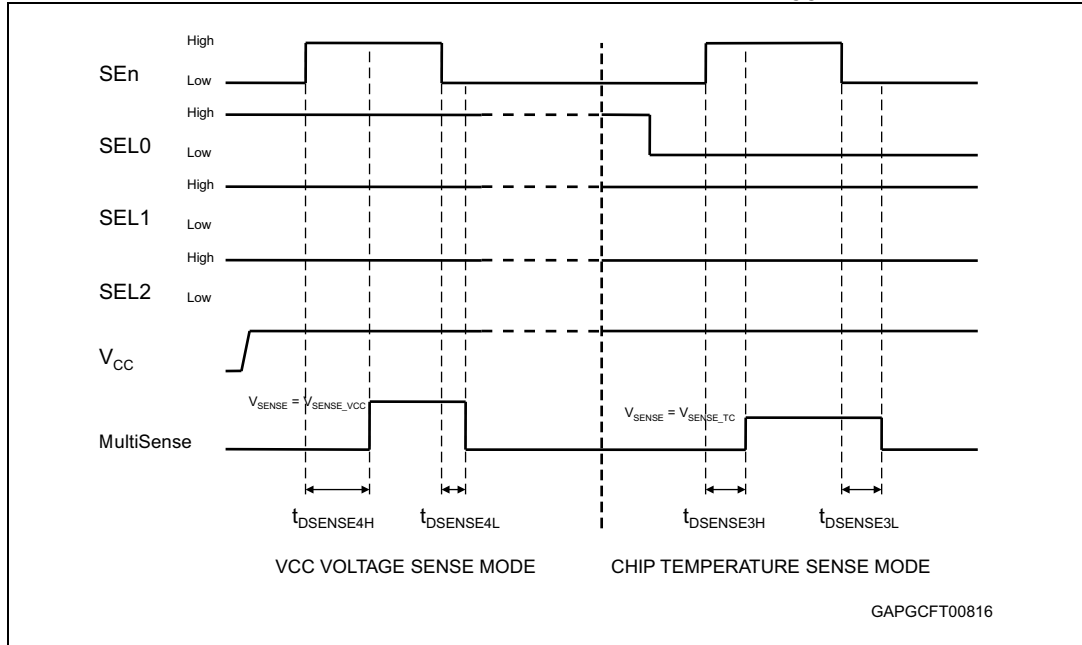 High
SEn
Low
High
SEL0
Low
High
SEL1
Low
High
SEL2
Low
VCC
VSENSE = VSENSE_VCC
VSENSE = VSENSE_TC
MultiSense
tDSENSE4H
tDSENSE4L
tDSENSE3H
tDSENSE3L
VCC VOLTAGE SENSE MODE
CHIP TEMPERATURE SENSE MODE
GAPGCFT00816